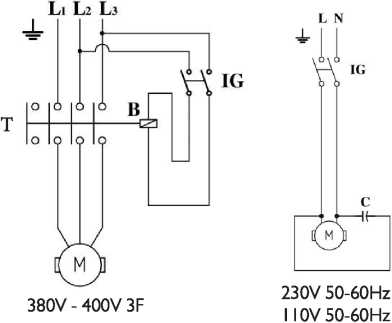 L1 L2 L3
IG
B
T
M
380V - 400V 3F
L N
IG
C
M
230V 50-60Hz
110V 50-60Hz